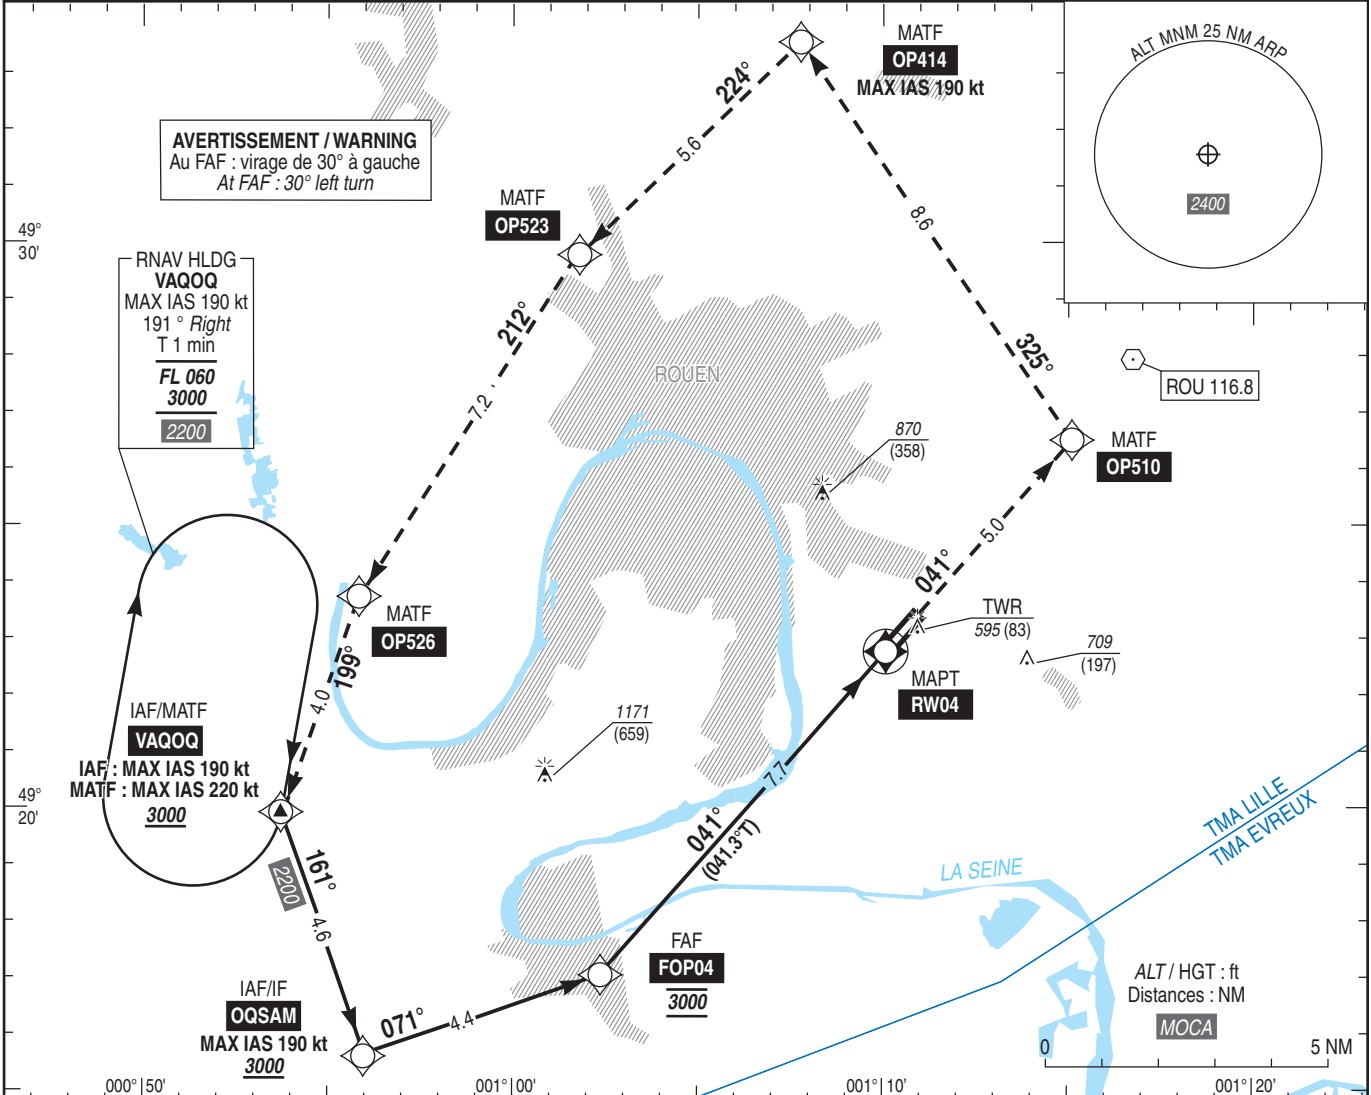 MATF
OP414
MAX IAS 190 kt
ALT MNM 25 NM ARP
2400
224°
5.6
AVERTISSEMENT / WARNING
Au FAF : virage de 30° à gauche
At FAF : 30° left turn
MATF
OP523
8.6
49°
30'
RNAV HLDG
VAQOQ
MAX IAS 190 kt
191 ° Right
T 1 min
FL 060
3000
2200
212°
7.2
325°
ROUEN
ROU 116.8
870
(358)
MATF
OP510
5.0
041°
MATF
OP526
199°
4.0
TWR
595 (83)
709
(197)
MAPT
RW04
IAF/MATF
VAQOQ
IAF : MAX IAS 190 kt
MATF : MAX IAS 220 kt
3000
1171
(659)
7.7
49°
20'
041°
(041.3°T)
TMA LILLE
TMA EVREUX
161°
2200
4.6
LA SEINE
FAF
FOP04
3000
IAF/IF
OQSAM
MAX IAS 190 kt
3000
071°
4.4
ALT / HGT : ft
Distances : NM
MOCA
0 5 NM
000° 50' 001° 00' 001° 10' 001° 20'